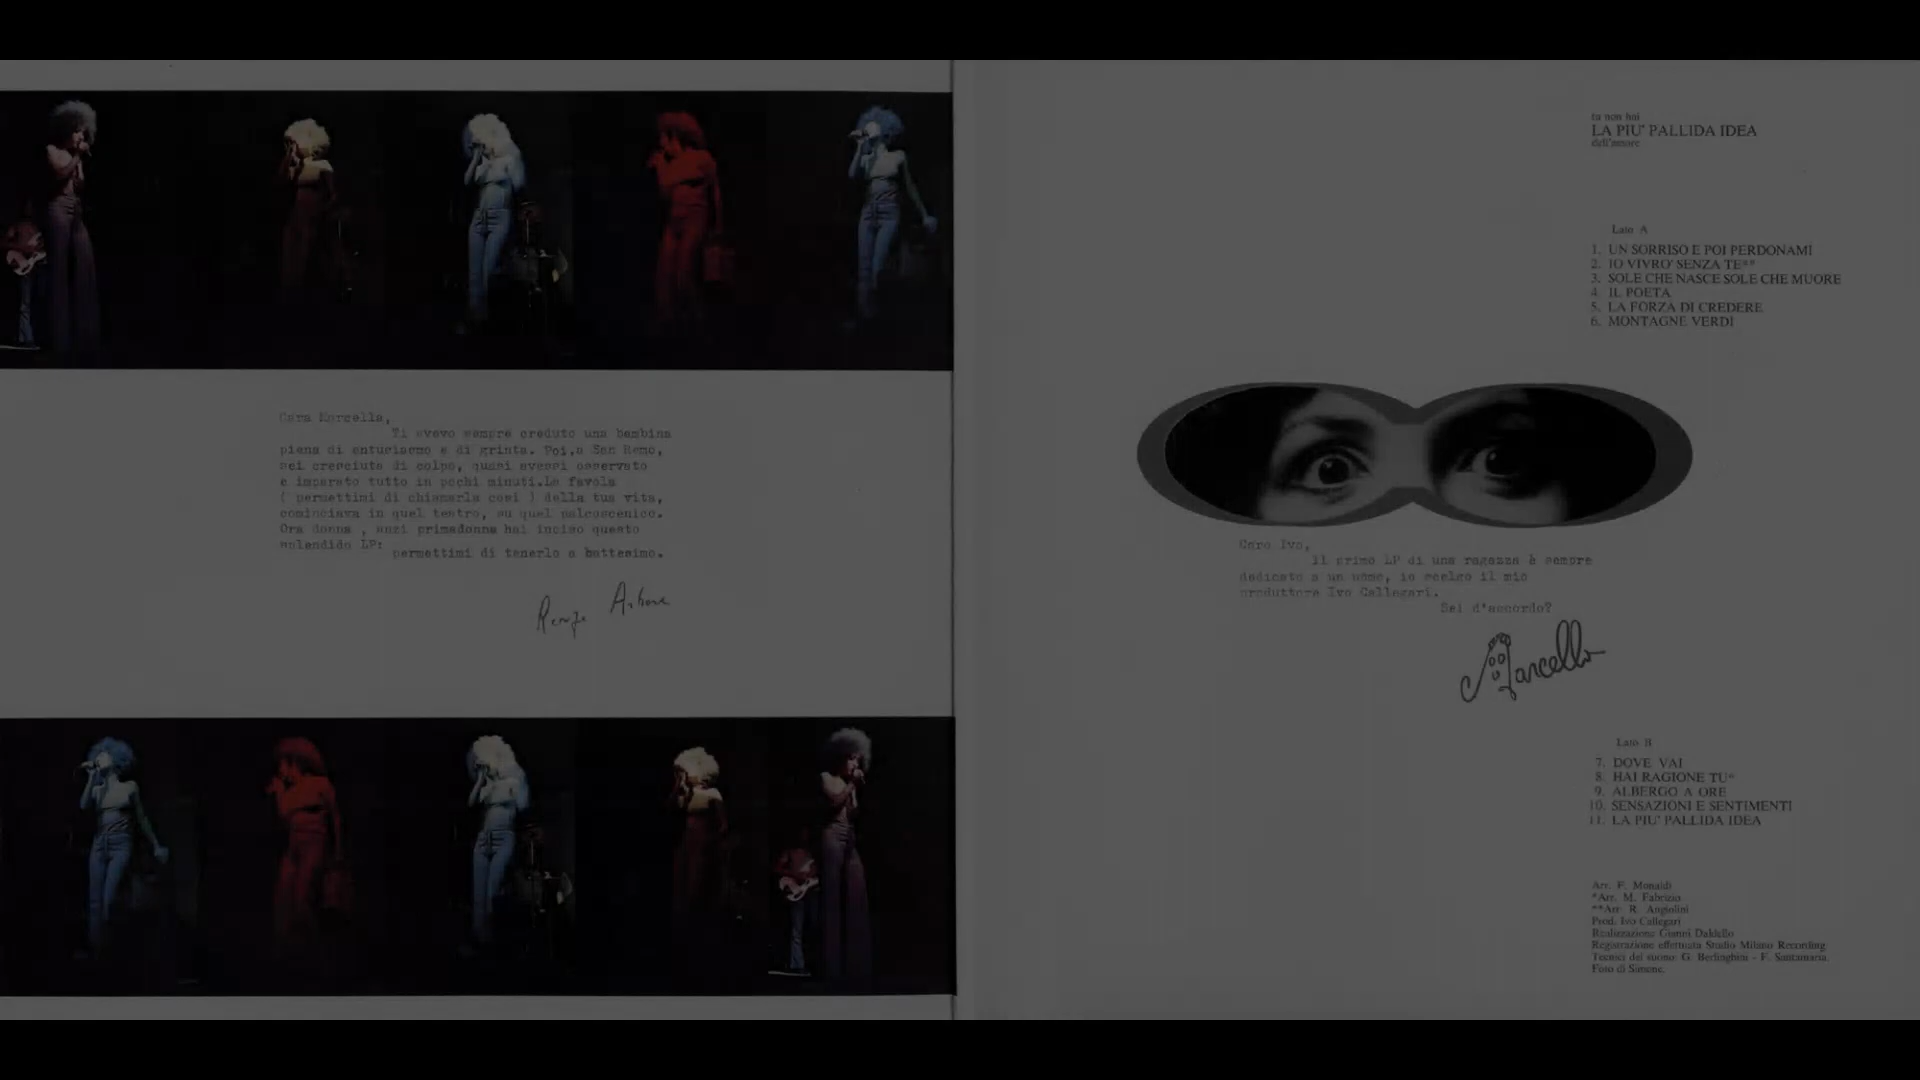 Cara Marcella,
Ti avevo sempre creduto una bambina
piena di entusiasmo e di grinta. Poi,a San Remo,
sei cresciuta di colpo, quasi avessi osservato
e imparato tutto in pochi minuti.La favola
( permettimi di chiamarla così ) della tua vita,
cominciava in quel teatro, su quel palcoscenico.
Ora donna , anzi primadonna hai inciso questo
splendido LP:
permettimi di tenerlo a battesimo.
Renzo Arbore
tu non hai
LA PIU' PALLIDA IDEA
dell'amore
Lato A
1. UN SORRISO E POI PERDONAMI
2. IO VIVRO' SENZA TE**
3. SOLE CHE NASCE SOLE CHE MUORE
4. IL POETA
5. LA FORZA DI CREDERE
6. MONTAGNE VERDI
Caro Ivo,
Il primo LP di una ragazza è sempre
dedicato a un uomo, io scelgo il mio
produttore Ivo Callegari.
Sei d'accordo?
Marcella
Lato B
7. DOVE VAI
8. HAI RAGIONE TU*
9. ALBERGO A ORE
10. SENSAZIONI E SENTIMENTI
11. LA PIU' PALLIDA IDEA
Arr. F. Monaldi
*Arr. M. Fabrizio
**Arr. R. Angiolini
Prod. Ivo Callegari
Realizzazione Gianni Daldello
Registrazione effettuata Studio Milano Recording
Tecnici del suono G. Berlinghini - F. Santamaria.
Foto di Simone.